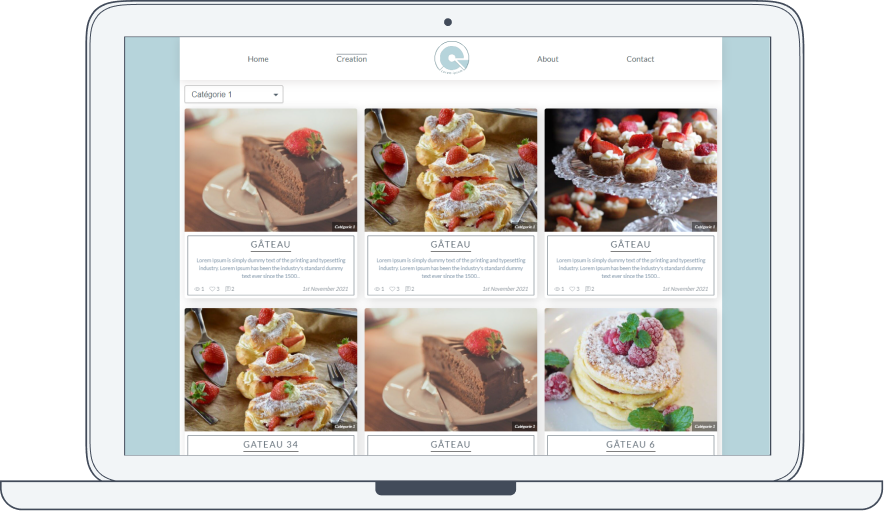 Home
Creation
About
Contact
Catégorie 1
Catégorie 1
Catégorie 1
Catégorie 1
GÂTEAU
GÂTEAU
GÂTEAU
Lorem Ipsum is simply dummy text of the printing and typesetting
industry. Lorem Ipsum has been the industry's standard dummy
text ever since the 1500...
Lorem Ipsum is simply dummy text of the printing and typesetting
industry. Lorem Ipsum has been the industry's standard dummy
text ever since the 1500...
Lorem Ipsum is simply dummy text of the printing and typesetting
industry. Lorem Ipsum has been the industry's standard dummy
text ever since the 1500...
1 3 2 1st November 2021
1 3 2 1st November 2021
1 3 2 1st November 2021
Catégorie 1
Catégorie 1
Catégorie 1
GATEAU 34
GÂTEAU
GÂTEAU 6